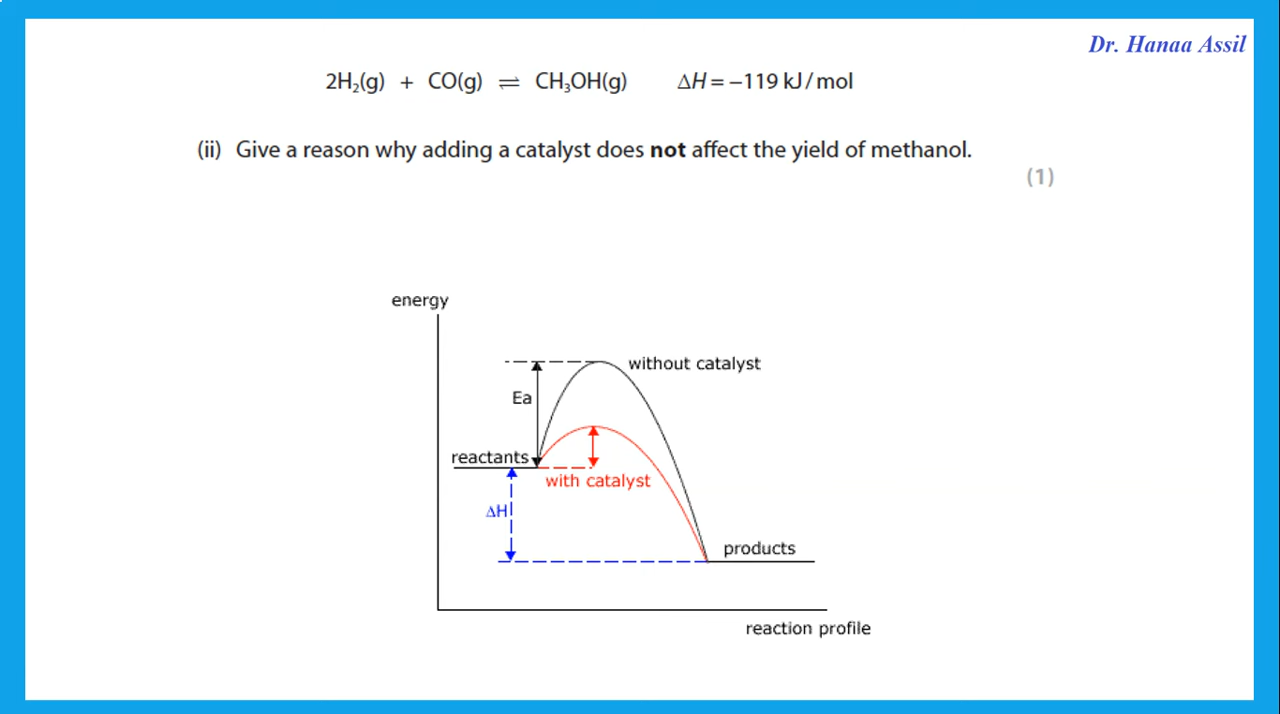 Dr. Hanaa Assil
2H₂(g) + CO(g) ⇌ CH₃OH(g) ΔH = –119 kJ/mol
(ii) Give a reason why adding a catalyst does not affect the yield of methanol.
(1)
energy
without catalyst
Ea
reactants
with catalyst
ΔH
products
reaction profile